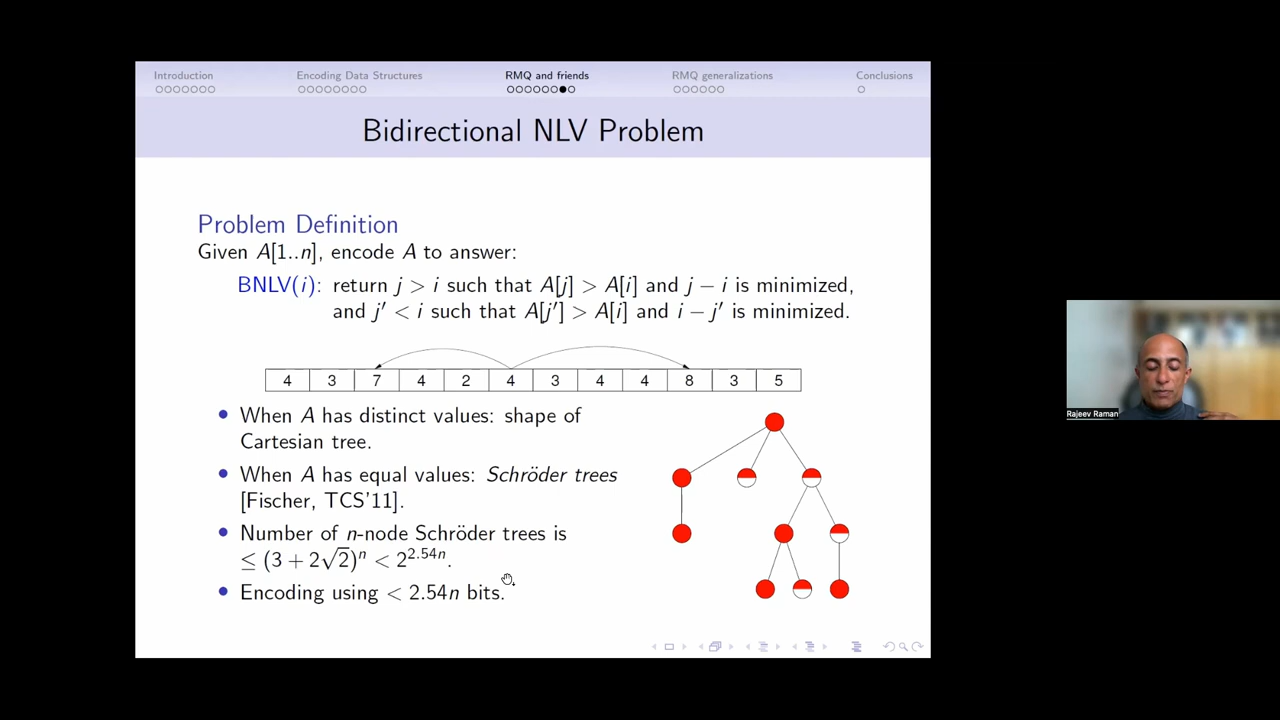 Introduction Encoding Data Structures RMQ and friends RMQ generalizations Conclusions
Bidirectional NLV Problem
Problem Definition
Given A[1..n], encode A to answer:
BNLV(i): return j > i such that A[j] > A[i] and j − i is minimized,
and j′ < i such that A[j′] > A[i] and i − j′ is minimized.
4 3 7 4 2 4 3 4 4 8 3 5
• When A has distinct values: shape of
Cartesian tree.
• When A has equal values: Schröder trees
[Fischer, TCS'11].
• Number of n-node Schröder trees is
≤ (3 + 2√2)ⁿ < 2^{2.54n}.
• Encoding using < 2.54n bits.
Rajeev Raman